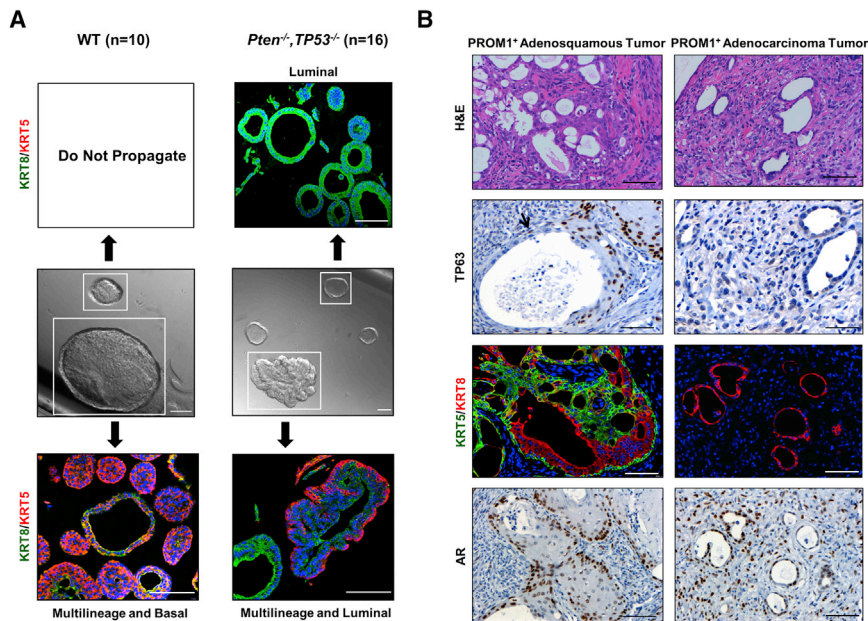 A
WT (n=10)
Pten-/-,TP53-/- (n=16)
Luminal
KRT8/KRT5
Do Not Propagate
KRT8/KRT5
Multilineage and Basal
Multilineage and Luminal
B
PROM1+ Adenosquamous Tumor
PROM1+ Adenocarcinoma Tumor
H&E
TP63
KRT5/KRT8
AR